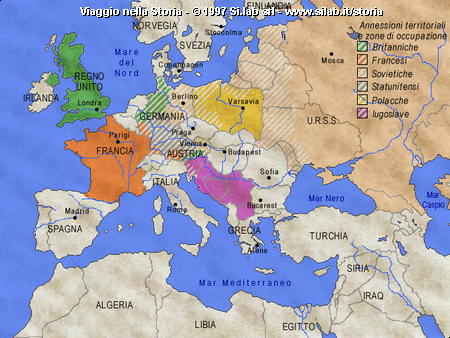 Viaggio nella Storia - ©1997 Si.lab srl - www.silab.it/storia
NORVEGIA
FINLANDIA
Annessioni territoriali
e zone di occupazione
Britanniche
Francesi
Sovietiche
Statunitensi
Polacche
Iugoslave
SVEZIA
Stoccolma
Mare
del
Nord
Mosca
Copenhagen
REGNO
UNITO
IRLANDA
Londra
Berlino
Varsavia
GERMANIA
U.R.S.S.
Praga
Parigi
FRANCIA
Vienna
AUSTRIA
Budapest
ITALIA
Sofia
Mar Nero
Mar
Caspio
Bucarest
Roma
Madrid
SPAGNA
GRECIA
Atene
TURCHIA
SIRIA
Mar Mediterraneo
IRAQ
ALGERIA
LIBIA
EGITTO